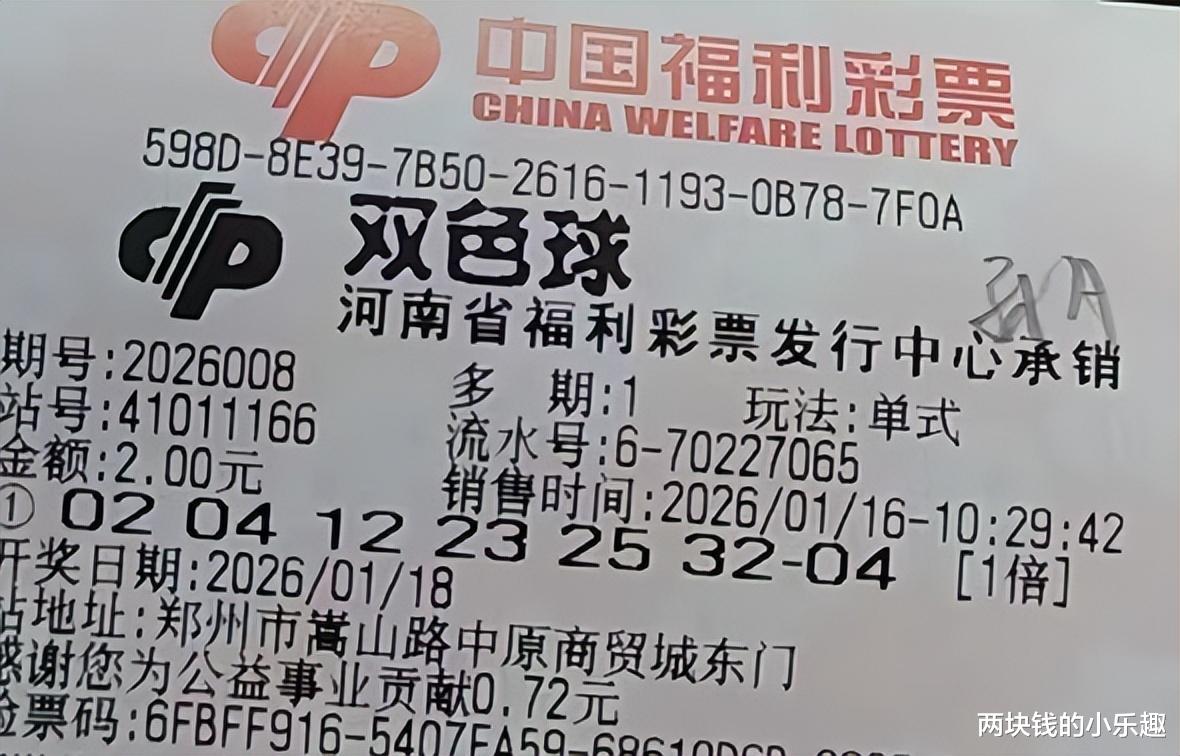 中国福利彩票
CHINA WELFARE LOTTERY
598D-8E39-7B50-2616-1193-0B78-7F0A
双色球
河南省福利彩票发行中心承销
期号:2026008 多期:1 玩法:单式
站号:41011166 流水号:6-70227065
金额:2.00元 销售时间:2026/01/16-10:29:42
① 02 04 12 23 25 32-04 [1倍]
开奖日期:2026/01/18
站地址:郑州市嵩山路中原商贸城东门
感谢您为公益事业贡献0.72元
验票码:6FBFF916-5407FA59-68610DCD
两块钱的小乐趣